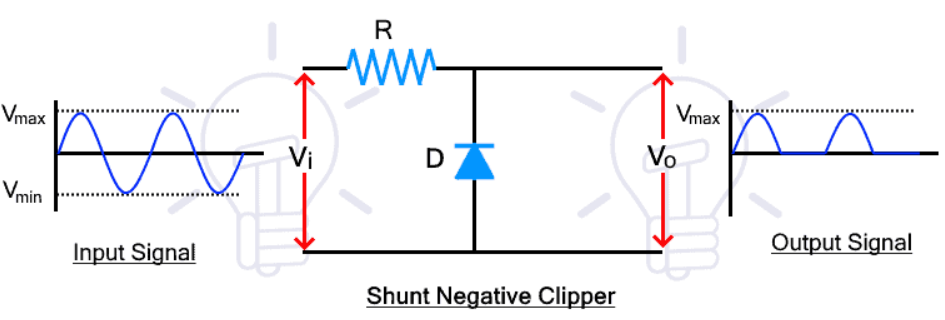 R
Vmax
Vmin
Vi
D
Vo
Vmax
Input Signal
Output Signal
Shunt Negative Clipper